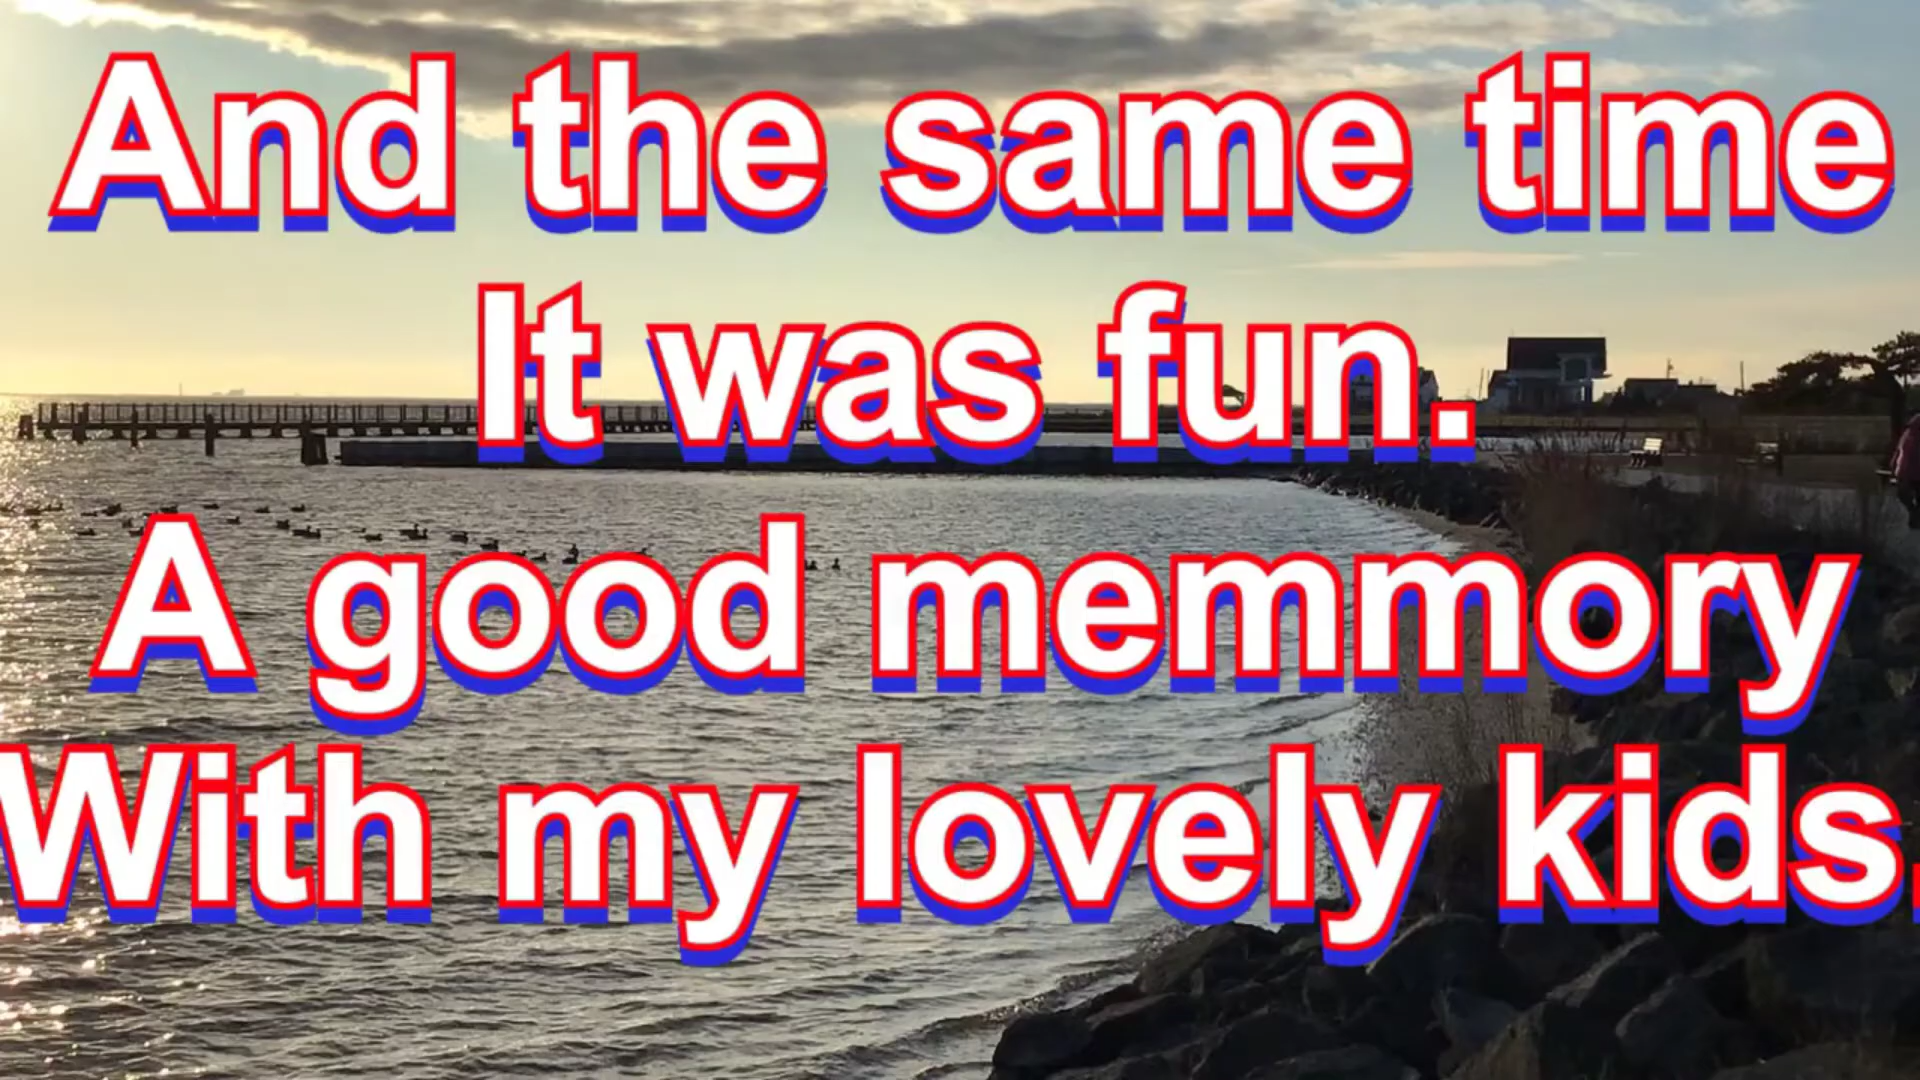 And the same time
It was fun.
A good memmory
With my lovely kids.